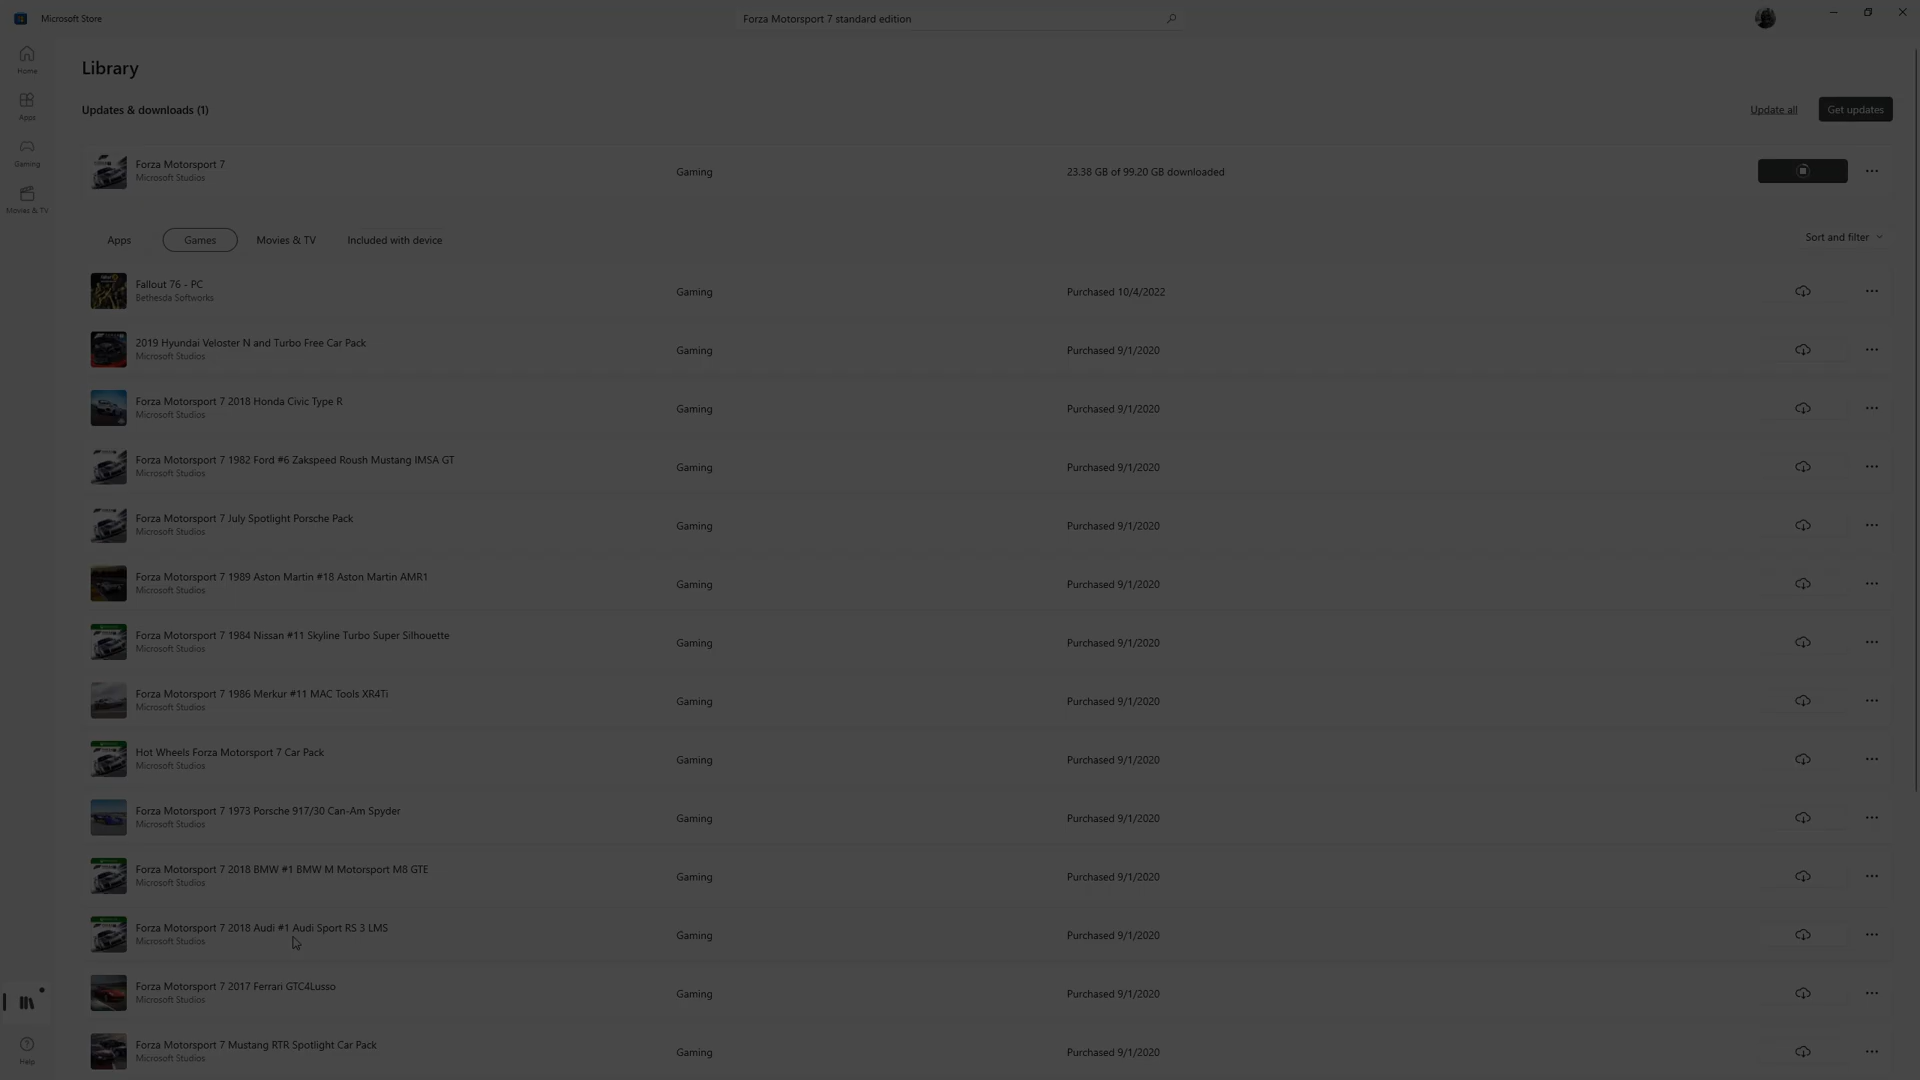 Microsoft Store
Forza Motorsport 7 standard edition
Home
Apps
Gaming
Movies & TV
Library
Updates & downloads (1)
Update all
Get updates
Forza Motorsport 7
Microsoft Studios
Gaming
23.38 GB of 99.20 GB downloaded
Apps
Games
Movies & TV
Included with device
Sort and filter
Fallout 76 - PC
Bethesda Softworks
Gaming
Purchased 10/4/2022
2019 Hyundai Veloster N and Turbo Free Car Pack
Microsoft Studios
Gaming
Purchased 9/1/2020
Forza Motorsport 7 2018 Honda Civic Type R
Microsoft Studios
Gaming
Purchased 9/1/2020
Forza Motorsport 7 1982 Ford #6 Zakspeed Roush Mustang IMSA GT
Microsoft Studios
Gaming
Purchased 9/1/2020
Forza Motorsport 7 July Spotlight Porsche Pack
Microsoft Studios
Gaming
Purchased 9/1/2020
Forza Motorsport 7 1989 Aston Martin #18 Aston Martin AMR1
Microsoft Studios
Gaming
Purchased 9/1/2020
Forza Motorsport 7 1984 Nissan #11 Skyline Turbo Super Silhouette
Microsoft Studios
Gaming
Purchased 9/1/2020
Forza Motorsport 7 1986 Merkur #11 MAC Tools XR4Ti
Microsoft Studios
Gaming
Purchased 9/1/2020
Hot Wheels Forza Motorsport 7 Car Pack
Microsoft Studios
Gaming
Purchased 9/1/2020
Forza Motorsport 7 1973 Porsche 917/30 Can-Am Spyder
Microsoft Studios
Gaming
Purchased 9/1/2020
Forza Motorsport 7 2018 BMW #1 BMW M Motorsport M8 GTE
Microsoft Studios
Gaming
Purchased 9/1/2020
Forza Motorsport 7 2018 Audi #1 Audi Sport RS 3 LMS
Microsoft Studios
Gaming
Purchased 9/1/2020
Forza Motorsport 7 2017 Ferrari GTC4Lusso
Microsoft Studios
Gaming
Purchased 9/1/2020
Forza Motorsport 7 Mustang RTR Spotlight Car Pack
Microsoft Studios
Gaming
Purchased 9/1/2020
Help